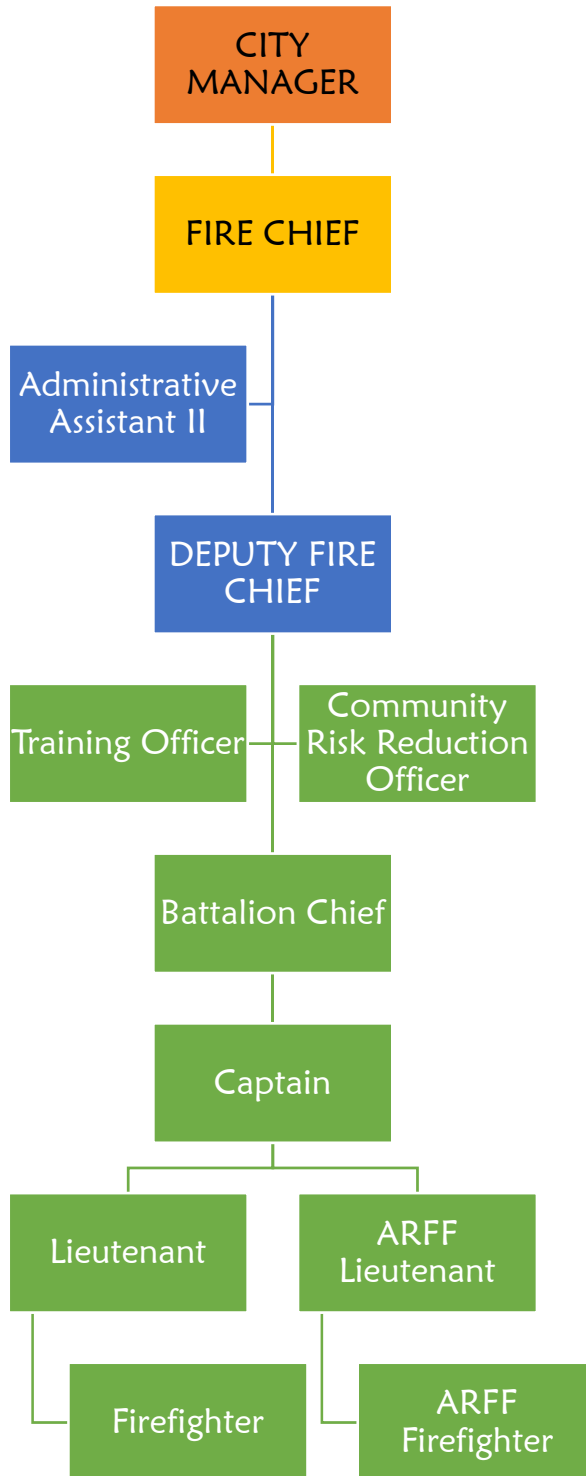 CITY
MANAGER
FIRE CHIEF
Administrative
Assistant II
DEPUTY FIRE
CHIEF
Training Officer
Community
Risk Reduction
Officer
Battalion Chief
Captain
Lieutenant
ARFF
Lieutenant
Firefighter
ARFF
Firefighter